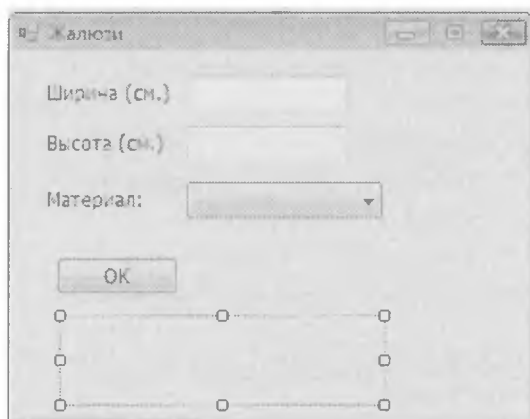 Жалюзи
Ширина (см.)
Высота (см.)
Материал:
OK